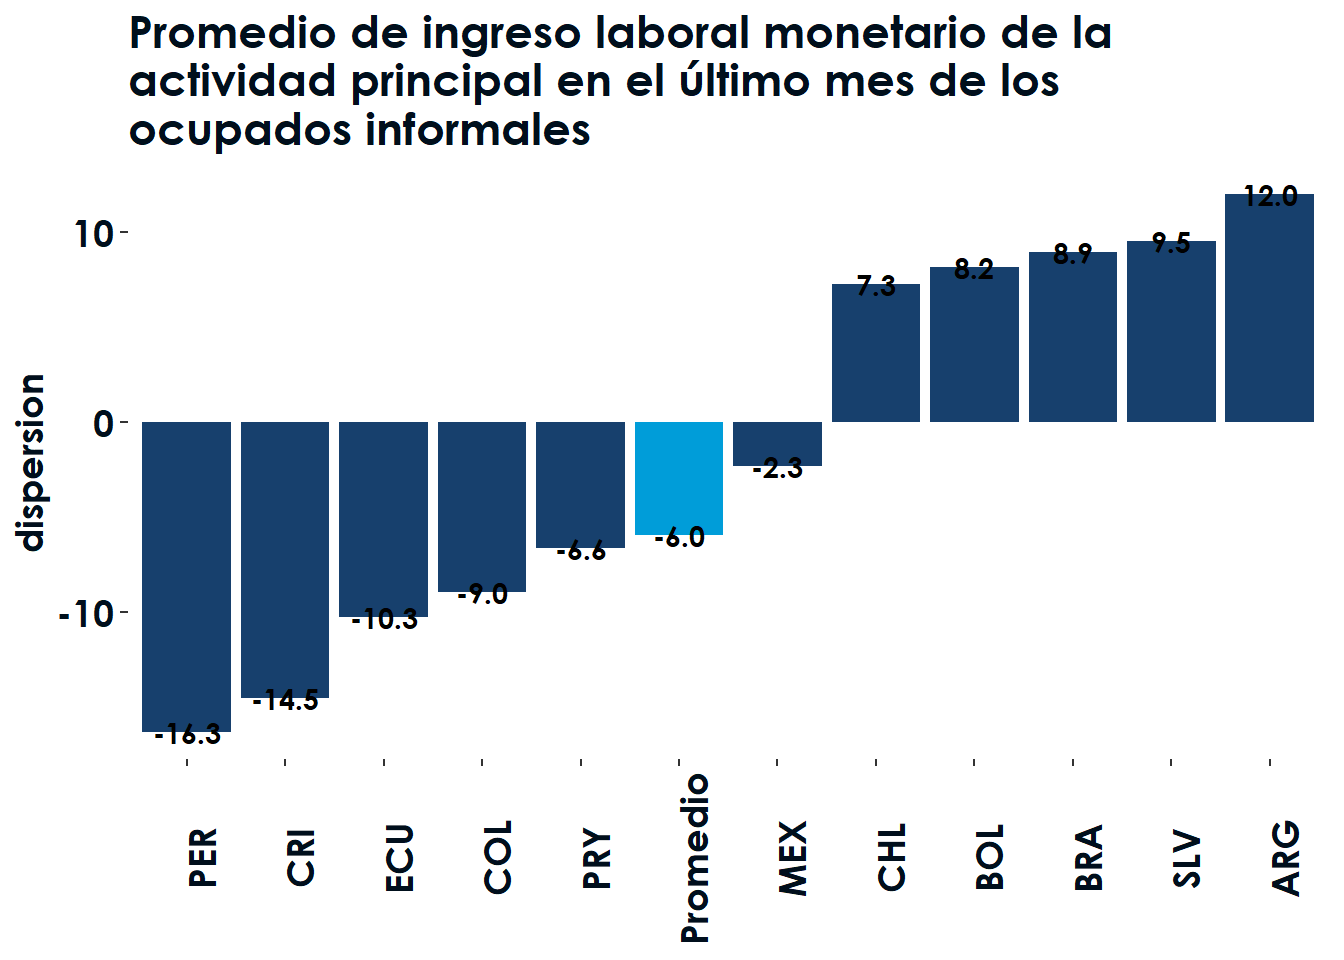 Promedio de ingreso laboral monetario de la
actividad principal en el último mes de los
ocupados informales
dispersion
10
0
-10
-16.3
-14.5
-10.3
-9.0
-6.6
-6.0
-2.3
7.3
8.2
8.9
9.5
12.0
PER
CRI
ECU
COL
PRY
Promedio
MEX
CHL
BOL
BRA
SLV
ARG